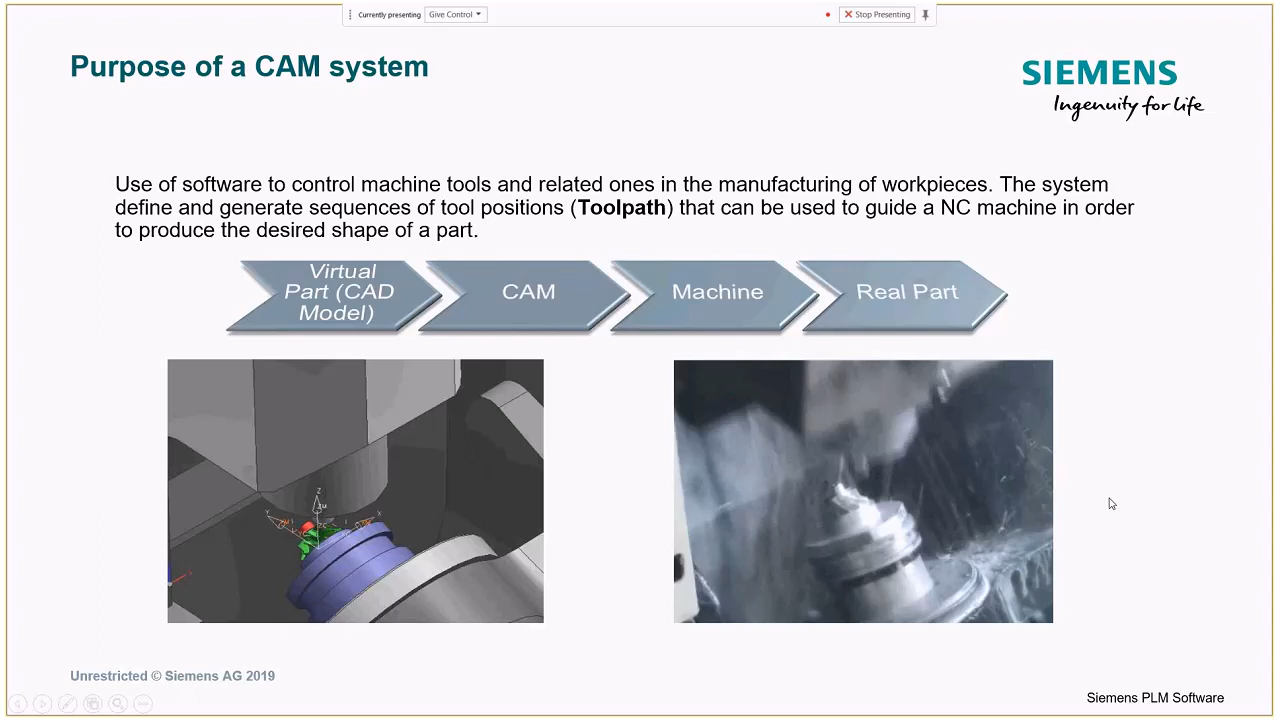 Currently presenting Give Control Stop Presenting
Purpose of a CAM system
SIEMENS
Ingenuity for life
Use of software to control machine tools and related ones in the manufacturing of workpieces. The system
define and generate sequences of tool positions (Toolpath) that can be used to guide a NC machine in order
to produce the desired shape of a part.
Virtual
Part (CAD
Model)
CAM
Machine
Real Part
Z
Y
X
Unrestricted © Siemens AG 2019
Siemens PLM Software